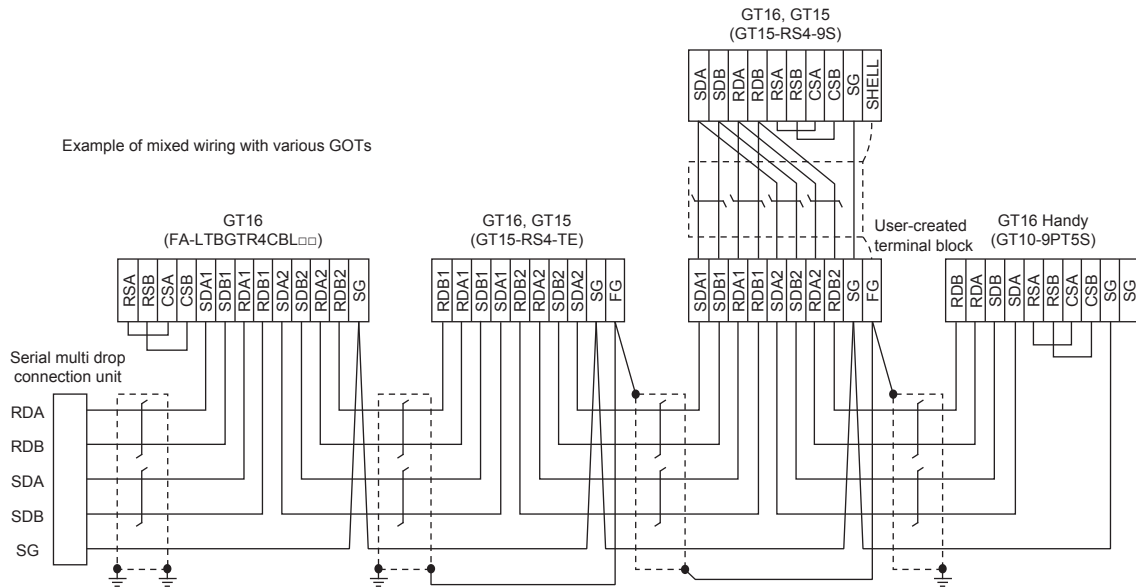 GT16, GT15
(GT15-RS4-9S)
SDA
SDB
RDA
RDB
RSA
RSB
CSA
CSB
SG
SHELL
Example of mixed wiring with various GOTs
GT16
(FA-LTBGTR4CBL□□)
GT16, GT15
(GT15-RS4-TE)
User-created
terminal block
GT16 Handy
(GT10-9PT5S)
RSA
RSB
CSA
CSB
SDA1
SDB1
RDA1
RDB1
SDA2
SDB2
RDA2
RDB2
SG
RDB1
RDA1
SDB1
SDA1
RDB2
RDA2
SDB2
SDA2
SG
FG
SDA1
SDB1
RDA1
RDB1
SDA2
SDB2
RDA2
RDB2
SG
FG
RDB
RDA
SDB
SDA
RSA
RSB
CSA
CSB
SG
SG
Serial multi drop
connection unit
RDA
RDB
SDA
SDB
SG